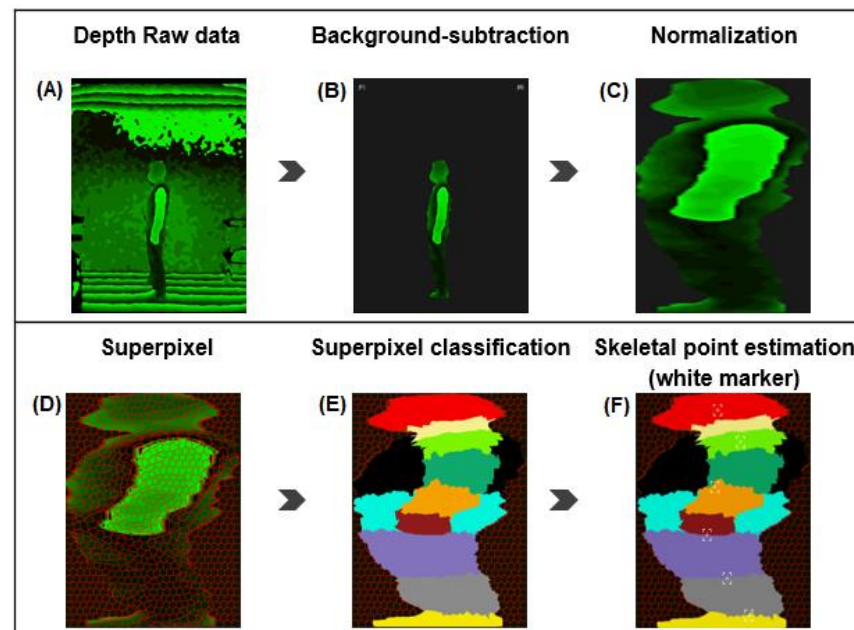 Depth Raw data
Background-subtraction
Normalization
(A)
(B)
(C)
Superpixel
Superpixel classification
Skeletal point estimation
(white marker)
(D)
(E)
(F)